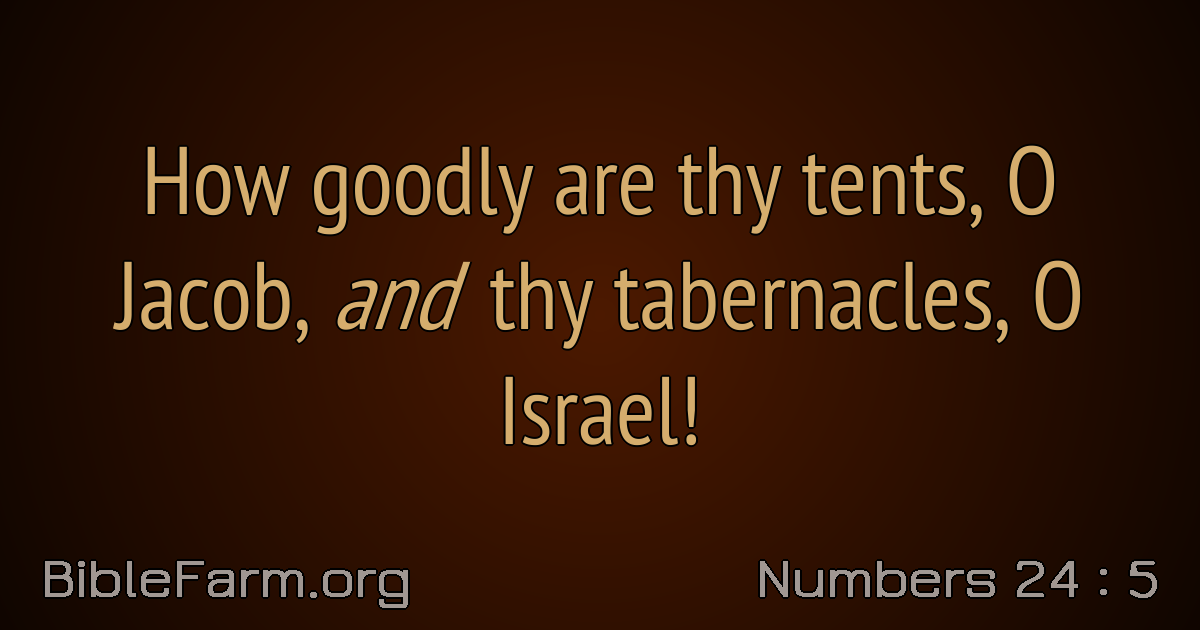 How goodly are thy tents, O
Jacob, and thy tabernacles, O
Israel!
BibleFarm.org
Numbers 24 : 5